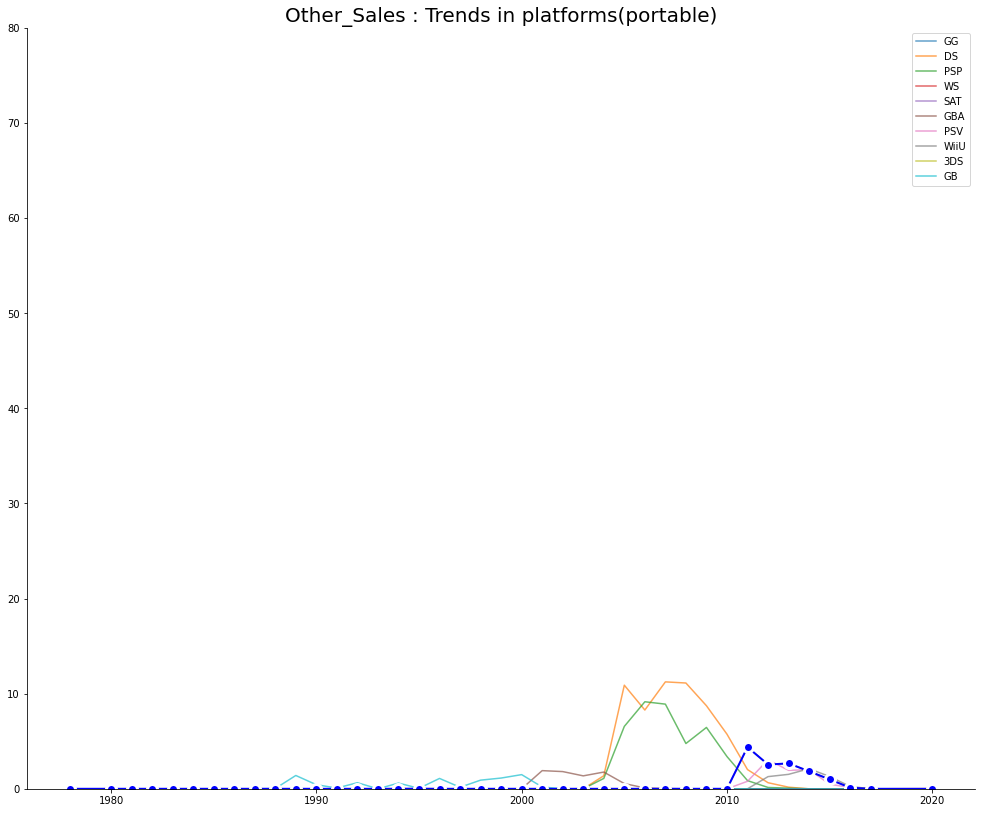 Other_Sales : Trends in platforms(portable)
80
70
60
50
40
30
20
10
0
GG
DS
PSP
WS
SAT
GBA
PSV
WiiU
3DS
GB
1980
1990
2000
2010
2020